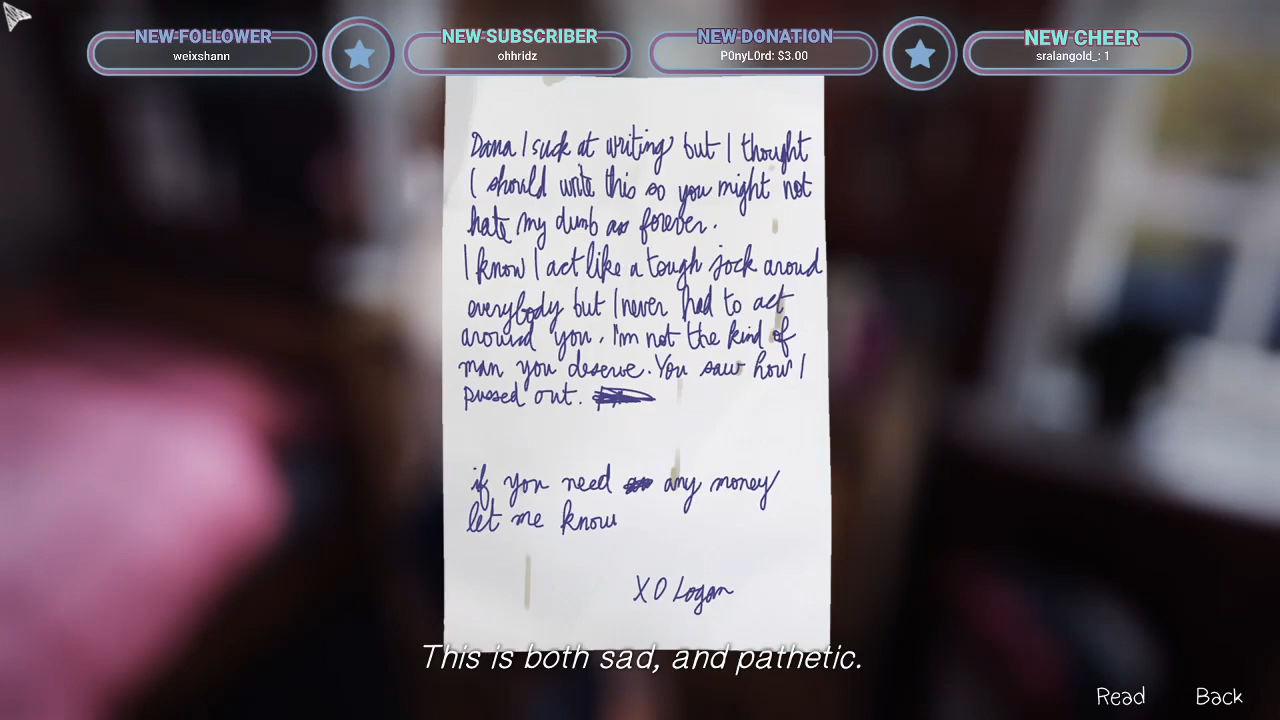 NEW FOLLOWER
weixshann
NEW SUBSCRIBER
ohhridz
NEW DONATION
P0nyL0rd: $3.00
NEW CHEER
sralangold_: 1
Dana I suck at writing but I thought
I should write this so you might not
hate my dumb ass forever.
I know I act like a tough jock aroud
everybody but I never had to act
around you. I'm not the kind of
man you deserve. You saw how I
pussed out.
if you need any money
let me know
XO Logan
This is both sad, and pathetic.
Read
Back